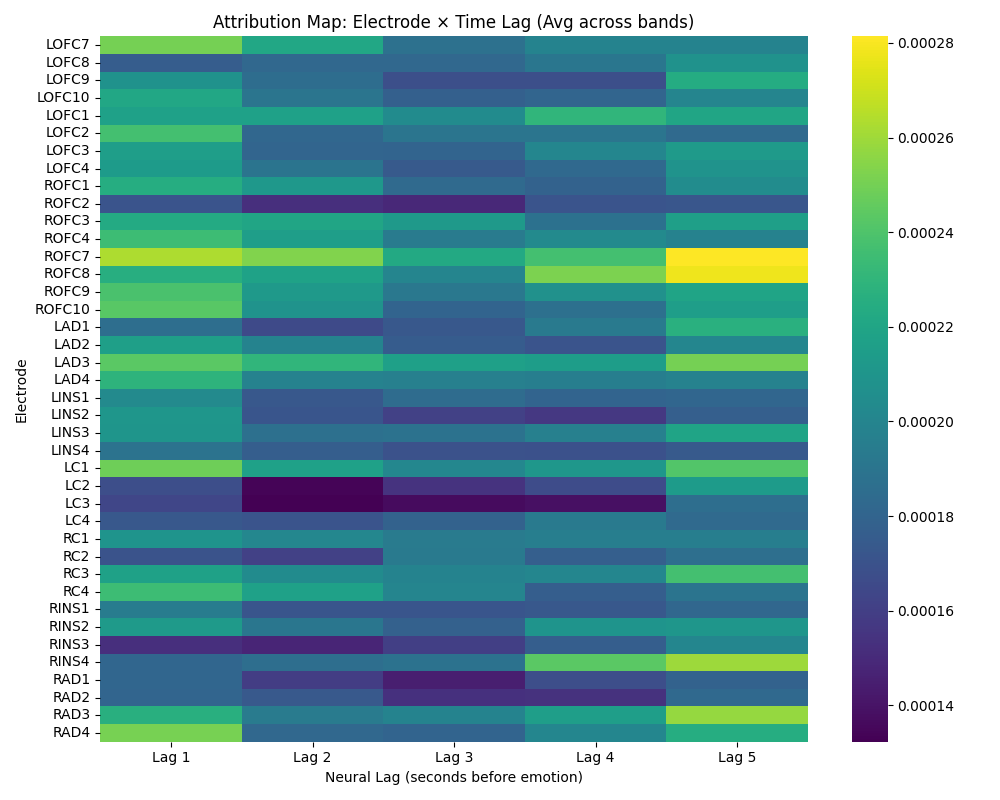 Attribution Map: Electrode × Time Lag (Avg across bands)
LOFC7
LOFC8
LOFC9
LOFC10
LOFC1
LOFC2
LOFC3
LOFC4
ROFC1
ROFC2
ROFC3
ROFC4
ROFC7
ROFC8
ROFC9
ROFC10
LAD1
LAD2
LAD3
LAD4
LINS1
LINS2
LINS3
LINS4
LC1
LC2
LC3
LC4
RC1
RC2
RC3
RC4
RINS1
RINS2
RINS3
RINS4
RAD1
RAD2
RAD3
RAD4
Electrode
Lag 1 Lag 2 Lag 3 Lag 4 Lag 5
Neural Lag (seconds before emotion)
0.00028
0.00026
0.00024
0.00022
0.00020
0.00018
0.00016
0.00014